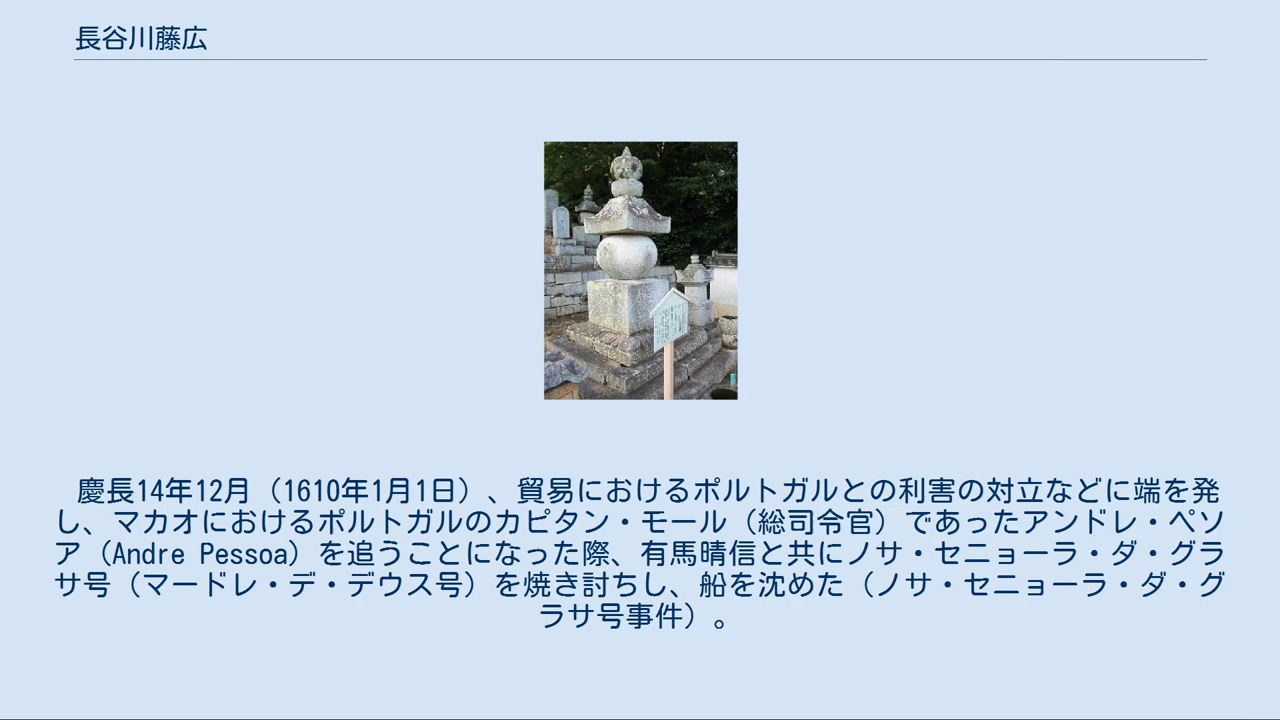 長谷川藤広
慶長14年12月（1610年1月1日）、貿易におけるポルトガルとの利害の対立などに端を発
し、マカオにおけるポルトガルのカピタン・モール（総司令官）であったアンドレ・ペソ
ア（Andre Pessoa）を追うことになった際、有馬晴信と共にノサ・セニョーラ・ダ・グラ
サ号（マードレ・デ・デウス号）を焼き討ちし、船を沈めた（ノサ・セニョーラ・ダ・グ
ラサ号事件）。